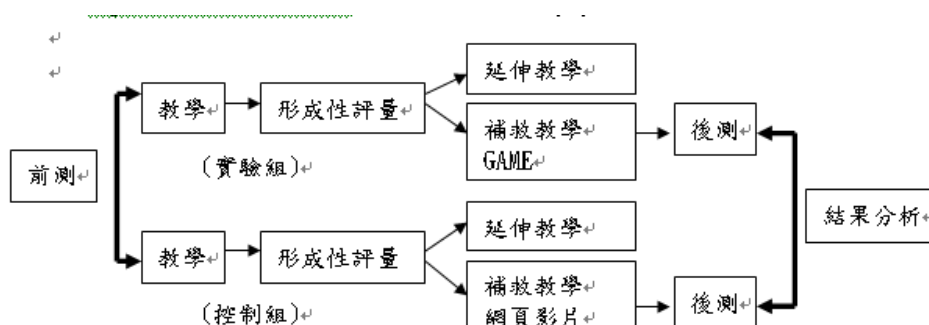 前測
教學
形成性評量
(實驗組)
延伸教學
補救教學
GAME
後測
教學
形成性評量
(控制組)
延伸教學
補救教學
網頁影片
後測
結果分析